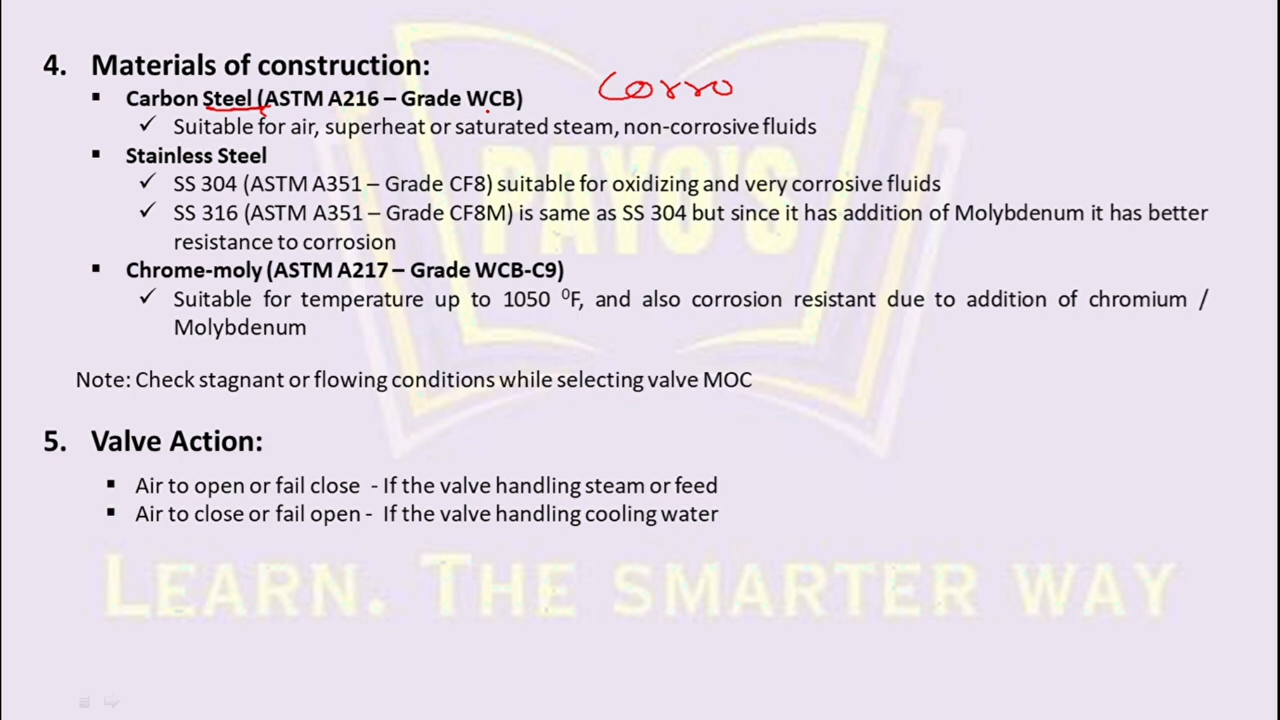 4. Materials of construction:
Corro
▪ Carbon Steel (ASTM A216 – Grade WCB)
✓ Suitable for air, superheat or saturated steam, non-corrosive fluids
▪ Stainless Steel
✓ SS 304 (ASTM A351 – Grade CF8) suitable for oxidizing and very corrosive fluids
✓ SS 316 (ASTM A351 – Grade CF8M) is same as SS 304 but since it has addition of Molybdenum it has better
resistance to corrosion
▪ Chrome-moly (ASTM A217 – Grade WCB-C9)
✓ Suitable for temperature up to 1050 ⁰F, and also corrosion resistant due to addition of chromium /
Molybdenum
Note: Check stagnant or flowing conditions while selecting valve MOC
5. Valve Action:
▪ Air to open or fail close - If the valve handling steam or feed
▪ Air to close or fail open - If the valve handling cooling water
PAYO'S
LEARN. THE SMARTER WAY